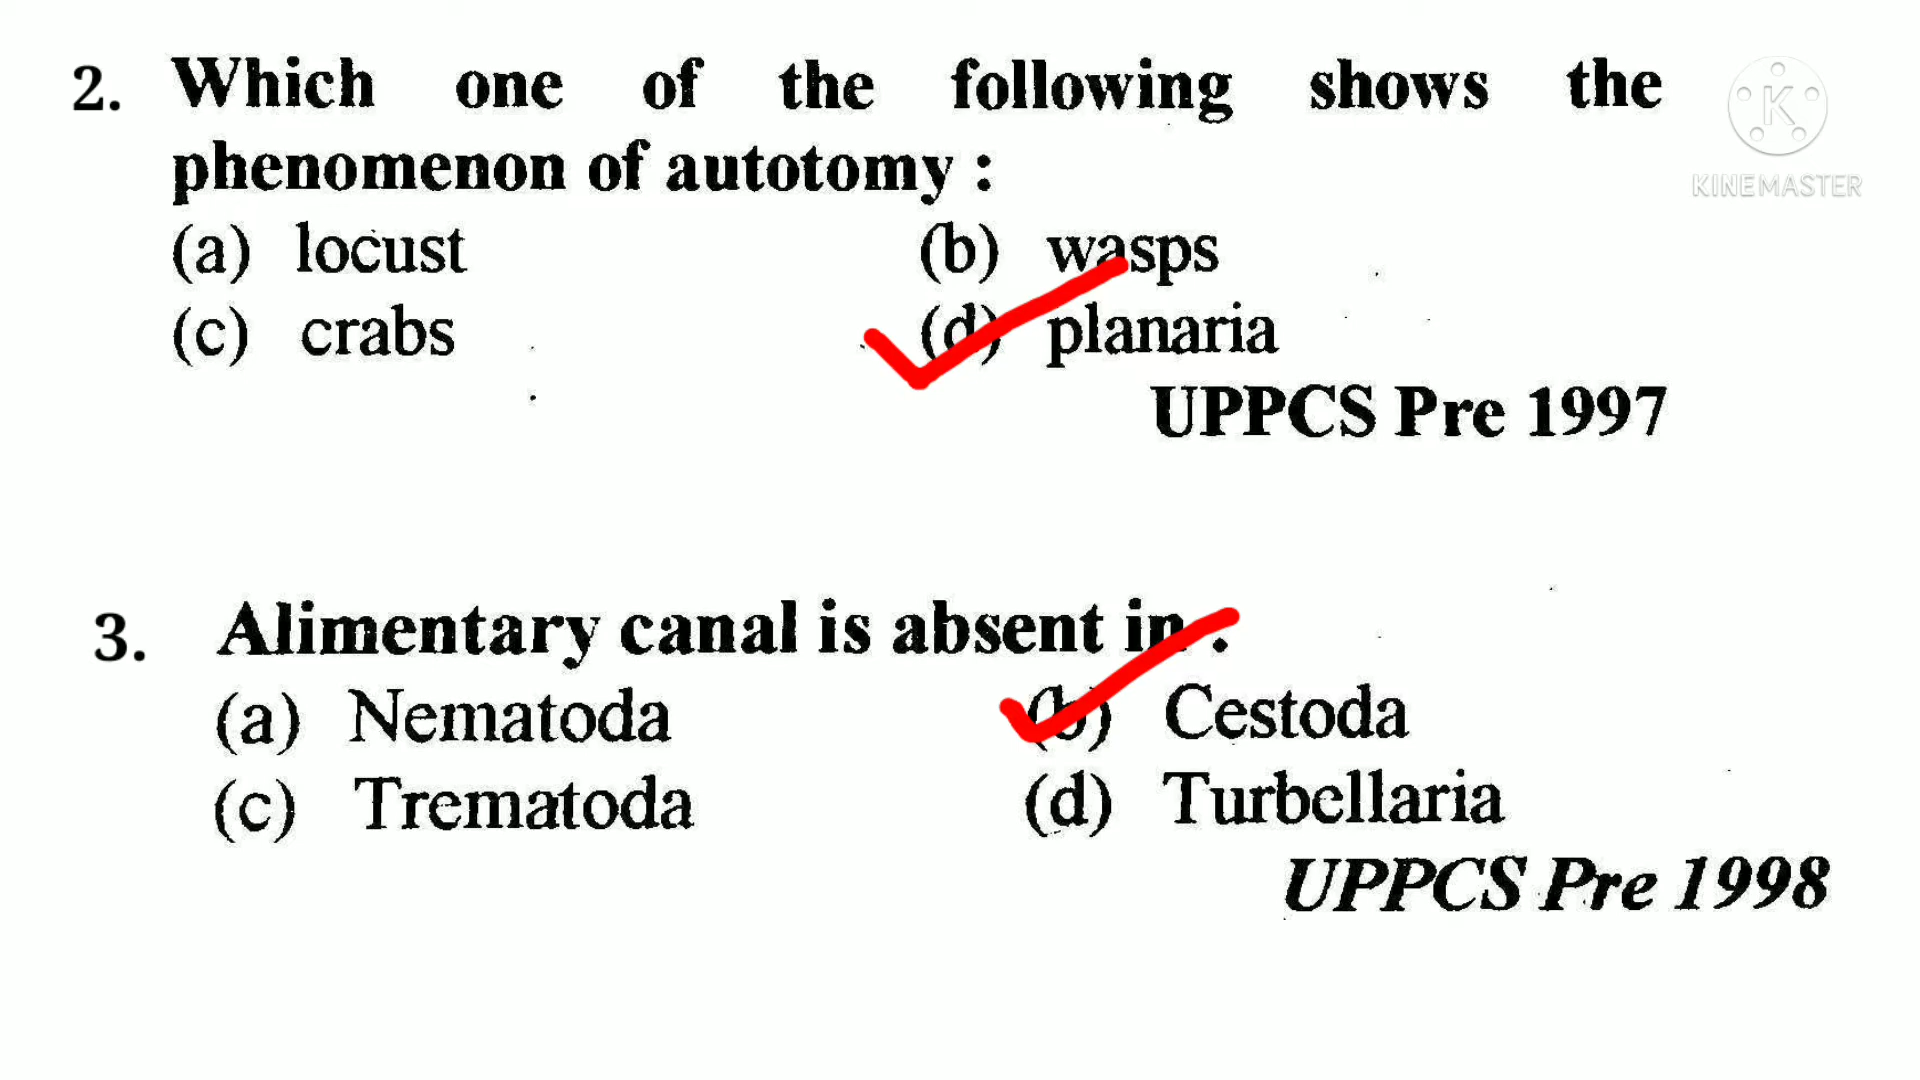 2. Which one of the following shows the
phenomenon of autotomy :
(a) locust (b) wasps
(c) crabs (d) planaria
UPPCS Pre 1997
3. Alimentary canal is absent in :
(a) Nematoda (b) Cestoda
(c) Trematoda (d) Turbellaria
UPPCS Pre 1998
K
KINEMASTER